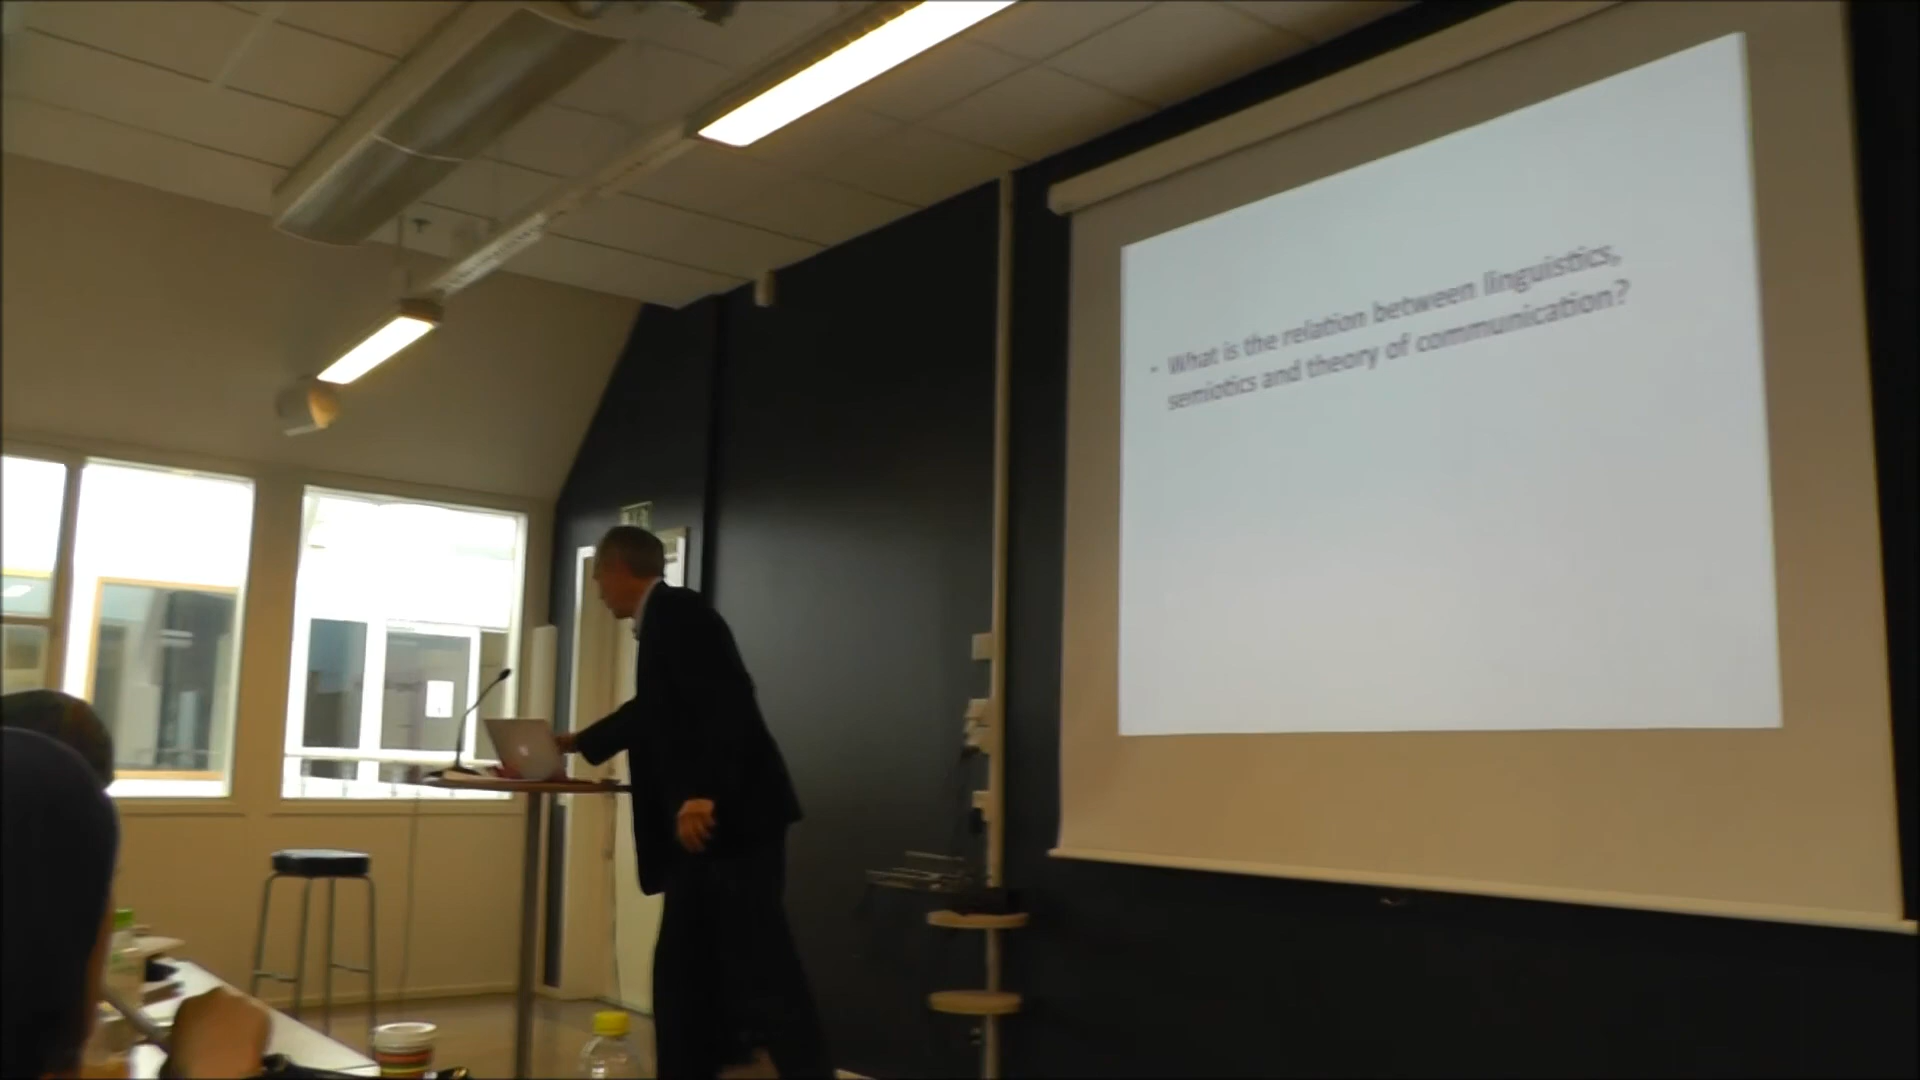 • What is the relation between linguistics,
semiotics and theory of communication?